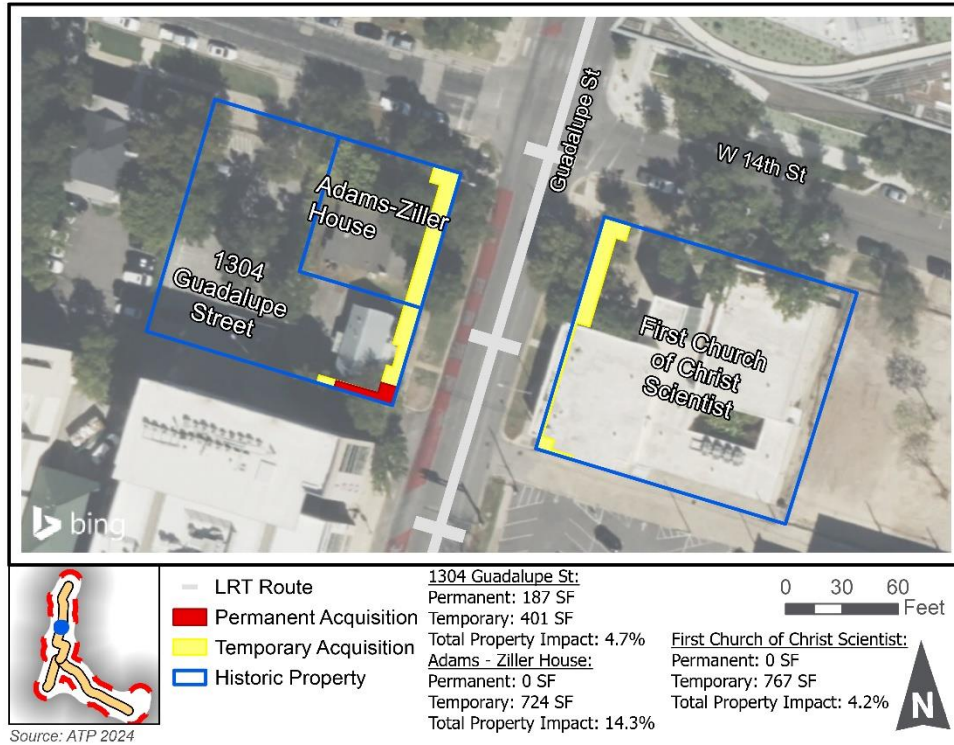 Guadalupe St
W 14th St
Adams-Ziller
House
1304
Guadalupe
Street
First Church
of Christ
Scientist
bing
LRT Route
Permanent Acquisition
Temporary Acquisition
Historic Property
1304 Guadalupe St:
Permanent: 187 SF
Temporary: 401 SF
Total Property Impact: 4.7%
Adams - Ziller House:
Permanent: 0 SF
Temporary: 724 SF
Total Property Impact: 14.3%
0 30 60
Feet
First Church of Christ Scientist:
Permanent: 0 SF
Temporary: 767 SF
Total Property Impact: 4.2%
N
Source: ATP 2024